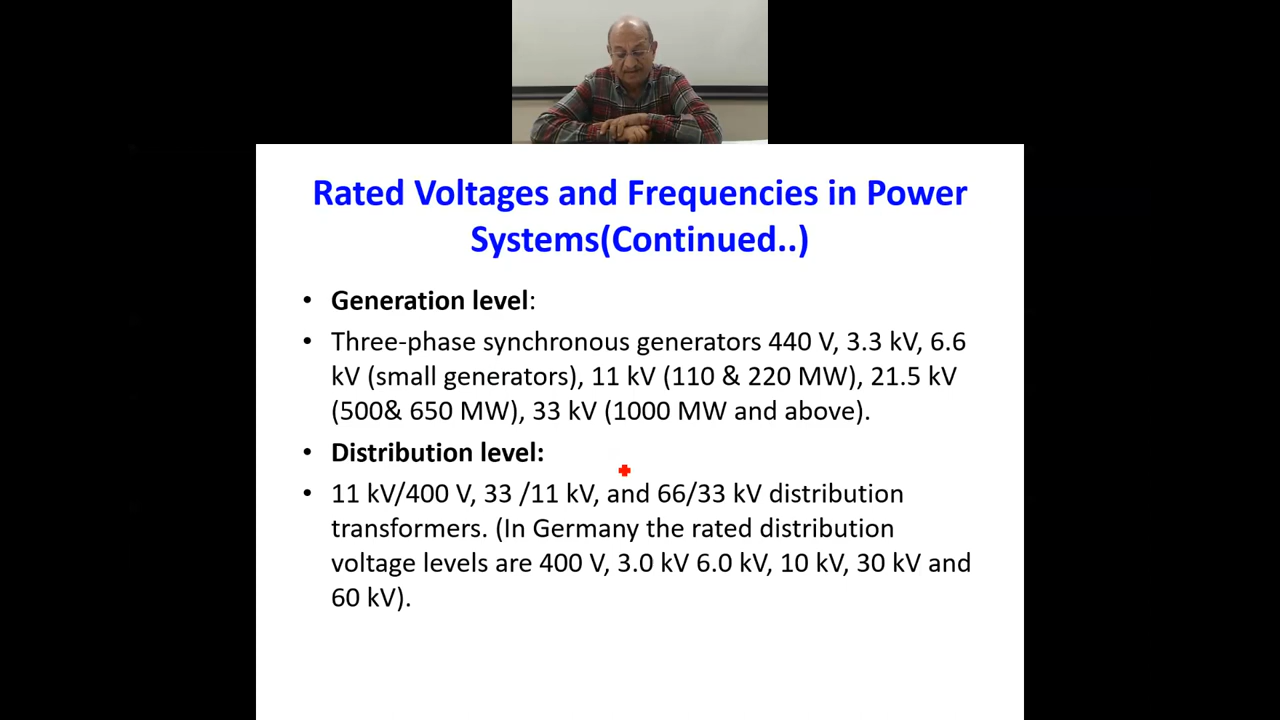 Rated Voltages and Frequencies in Power
Systems(Continued..)
• Generation level:
• Three-phase synchronous generators 440 V, 3.3 kV, 6.6
kV (small generators), 11 kV (110 & 220 MW), 21.5 kV
(500& 650 MW), 33 kV (1000 MW and above).
• Distribution level:
• 11 kV/400 V, 33 /11 kV, and 66/33 kV distribution
transformers. (In Germany the rated distribution
voltage levels are 400 V, 3.0 kV 6.0 kV, 10 kV, 30 kV and
60 kV).